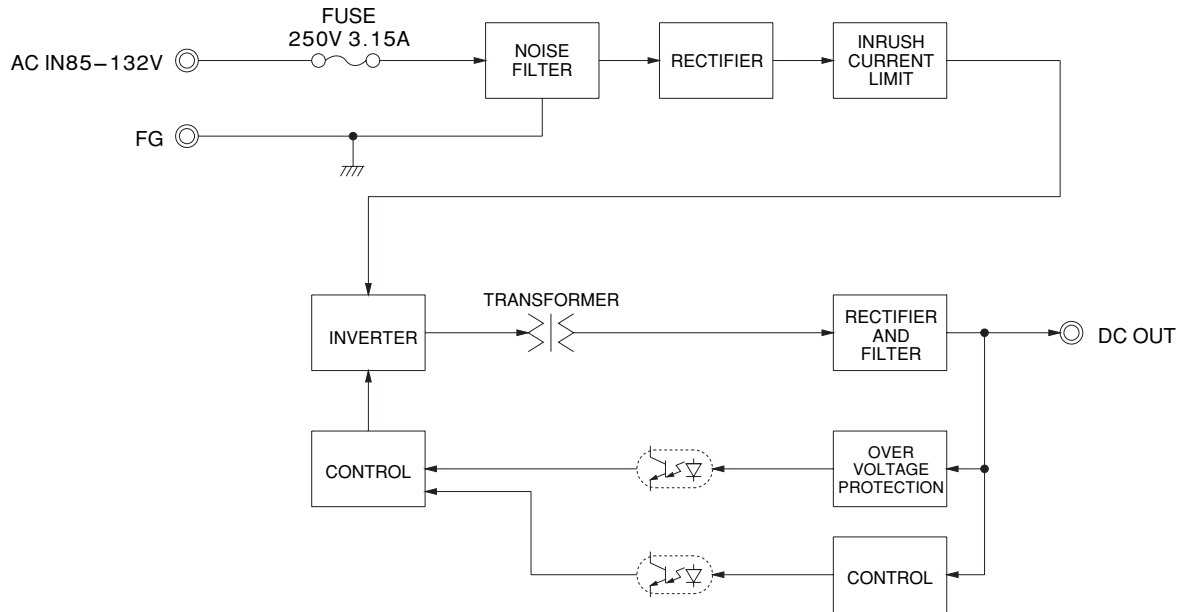 FUSE
250V 3.15A
AC IN85–132V
NOISE
FILTER
RECTIFIER
INRUSH
CURRENT
LIMIT
FG
INVERTER
TRANSFORMER
RECTIFIER
AND
FILTER
DC OUT
CONTROL
OVER
VOLTAGE
PROTECTION
CONTROL